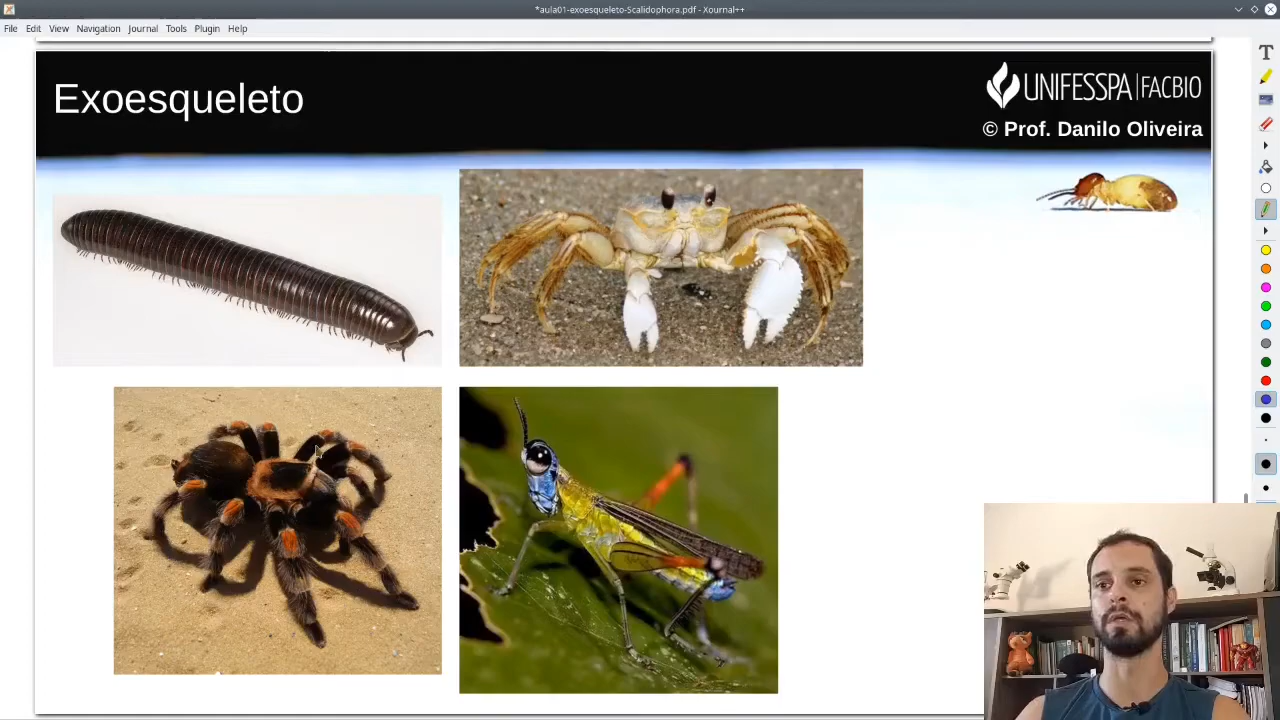 *aula01-exoesqueleto-Scalidophora.pdf - Xournal++
File Edit View Navigation Journal Tools Plugin Help
Exoesqueleto
UNIFESSPA|FACBIO
© Prof. Danilo Oliveira
T